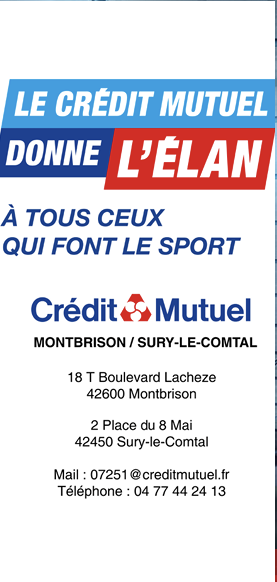 LE CRÉDIT MUTUEL
DONNE L'ÉLAN
À TOUS CEUX
QUI FONT LE SPORT
Crédit Mutuel
MONTBRISON / SURY-LE-COMTAL
18 T Boulevard Lacheze
42600 Montbrison
2 Place du 8 Mai
42450 Sury-le-Comtal
Mail : 07251@creditmutuel.fr
Téléphone : 04 77 44 24 13